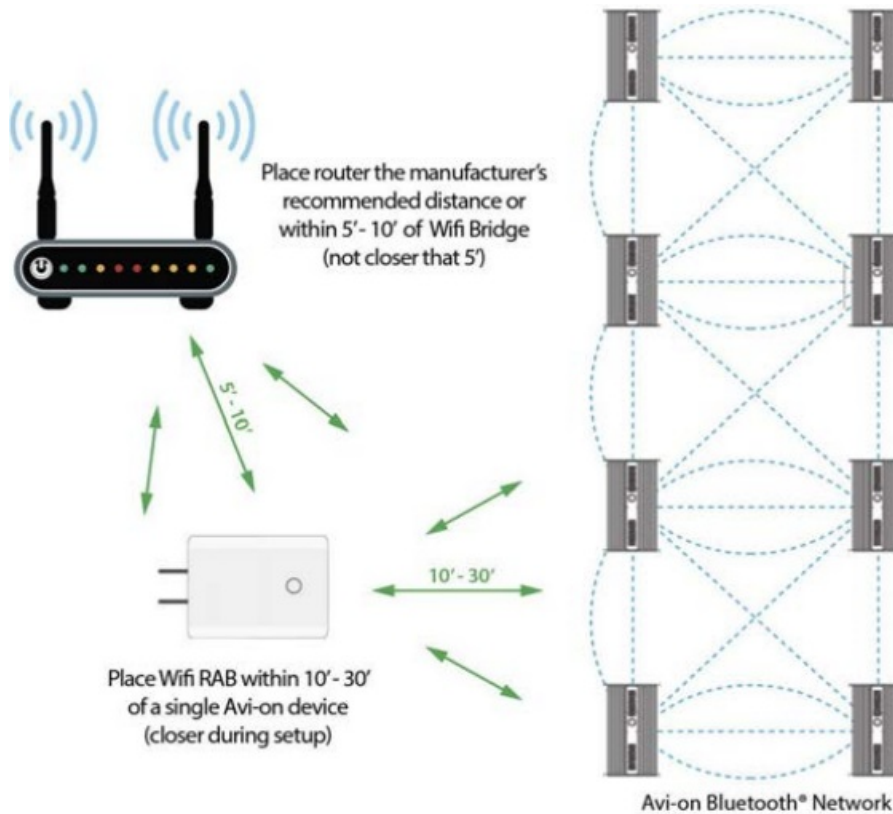 Place router the manufacturer's
recommended distance or
within 5'- 10' of Wifi Bridge
(not closer that 5')
5'- 10'
10'- 30'
Place Wifi RAB within 10'- 30'
of a single Avi-on device
(closer during setup)
Avi-on Bluetooth® Network